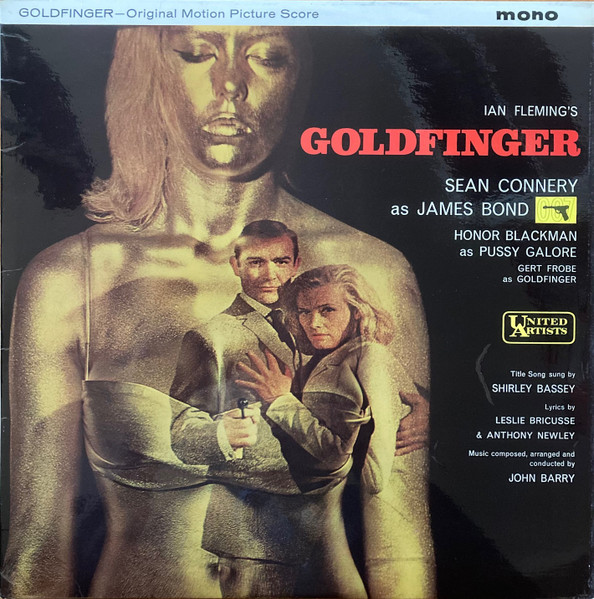 GOLDFINGER—Original Motion Picture Score
mono
IAN FLEMING'S
GOLDFINGER
SEAN CONNERY
as JAMES BOND 007
HONOR BLACKMAN
as PUSSY GALORE
GERT FROBE
as GOLDFINGER
UNITED
ARTISTS
Title Song sung by
SHIRLEY BASSEY
Lyrics by
LESLIE BRICUSSE
& ANTHONY NEWLEY
Music composed, arranged and
conducted by
JOHN BARRY